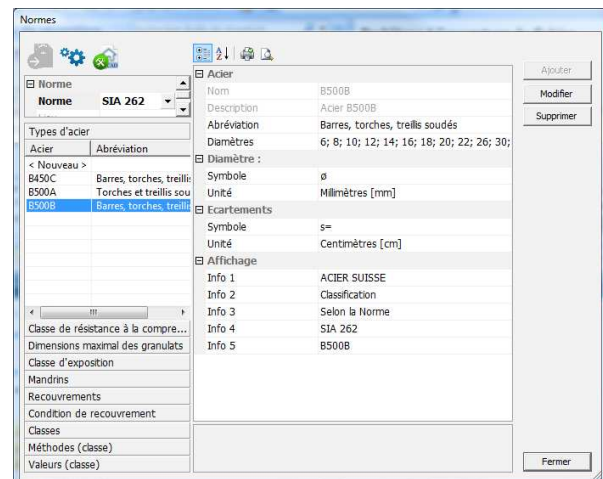 Normes
Norme
Norme SIA 262
Types d'acier
Acier Abréviation
< Nouveau >
B450C Barres, torches, treillis
B500A Torches et treillis sou
B500B Barres, torches, treillis
Classe de résistance à la compre...
Dimensions maximal des granulats
Classe d'exposition
Mandrins
Recouvrements
Condition de recouvrement
Classes
Méthodes (classe)
Valeurs (classe)
Acier
Nom B500B
Description Acier B500B
Abréviation Barres, torches, treillis soudés
Diamètres 6; 8; 10; 12; 14; 16; 18; 20; 22; 26; 30;
Diamètre :
Symbole ø
Unité Milimètres [mm]
Ecartements
Symbole s=
Unité Centimètres [cm]
Affichage
Info 1 ACIER SUISSE
Info 2 Classification
Info 3 Selon la Norme
Info 4 SIA 262
Info 5 B500B
Ajouter
Modifier
Supprimer
Fermer